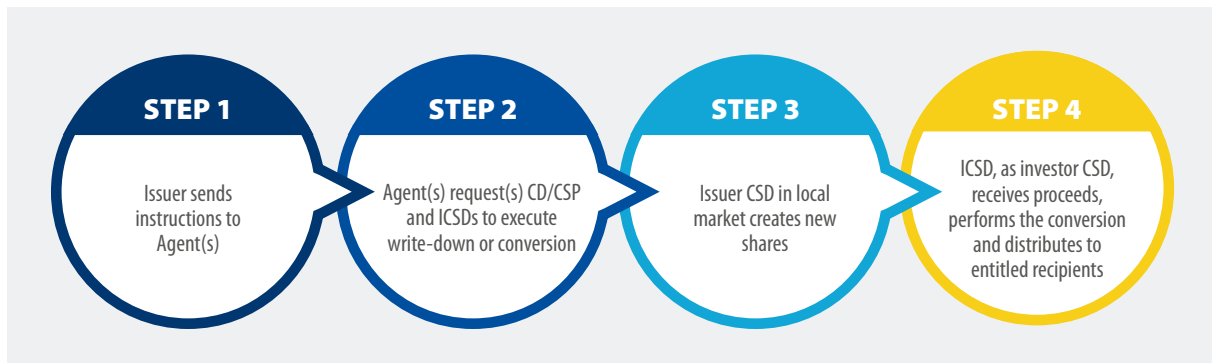 STEP 1
Issuer sends
instructions to
Agent(s)
STEP 2
Agent(s) request(s) CD/CSP
and ICSDs to execute
write-down or conversion
STEP 3
Issuer CSD in local
market creates new
shares
STEP 4
ICSD, as investor CSD,
receives proceeds,
performs the conversion
and distributes to
entitled recipients